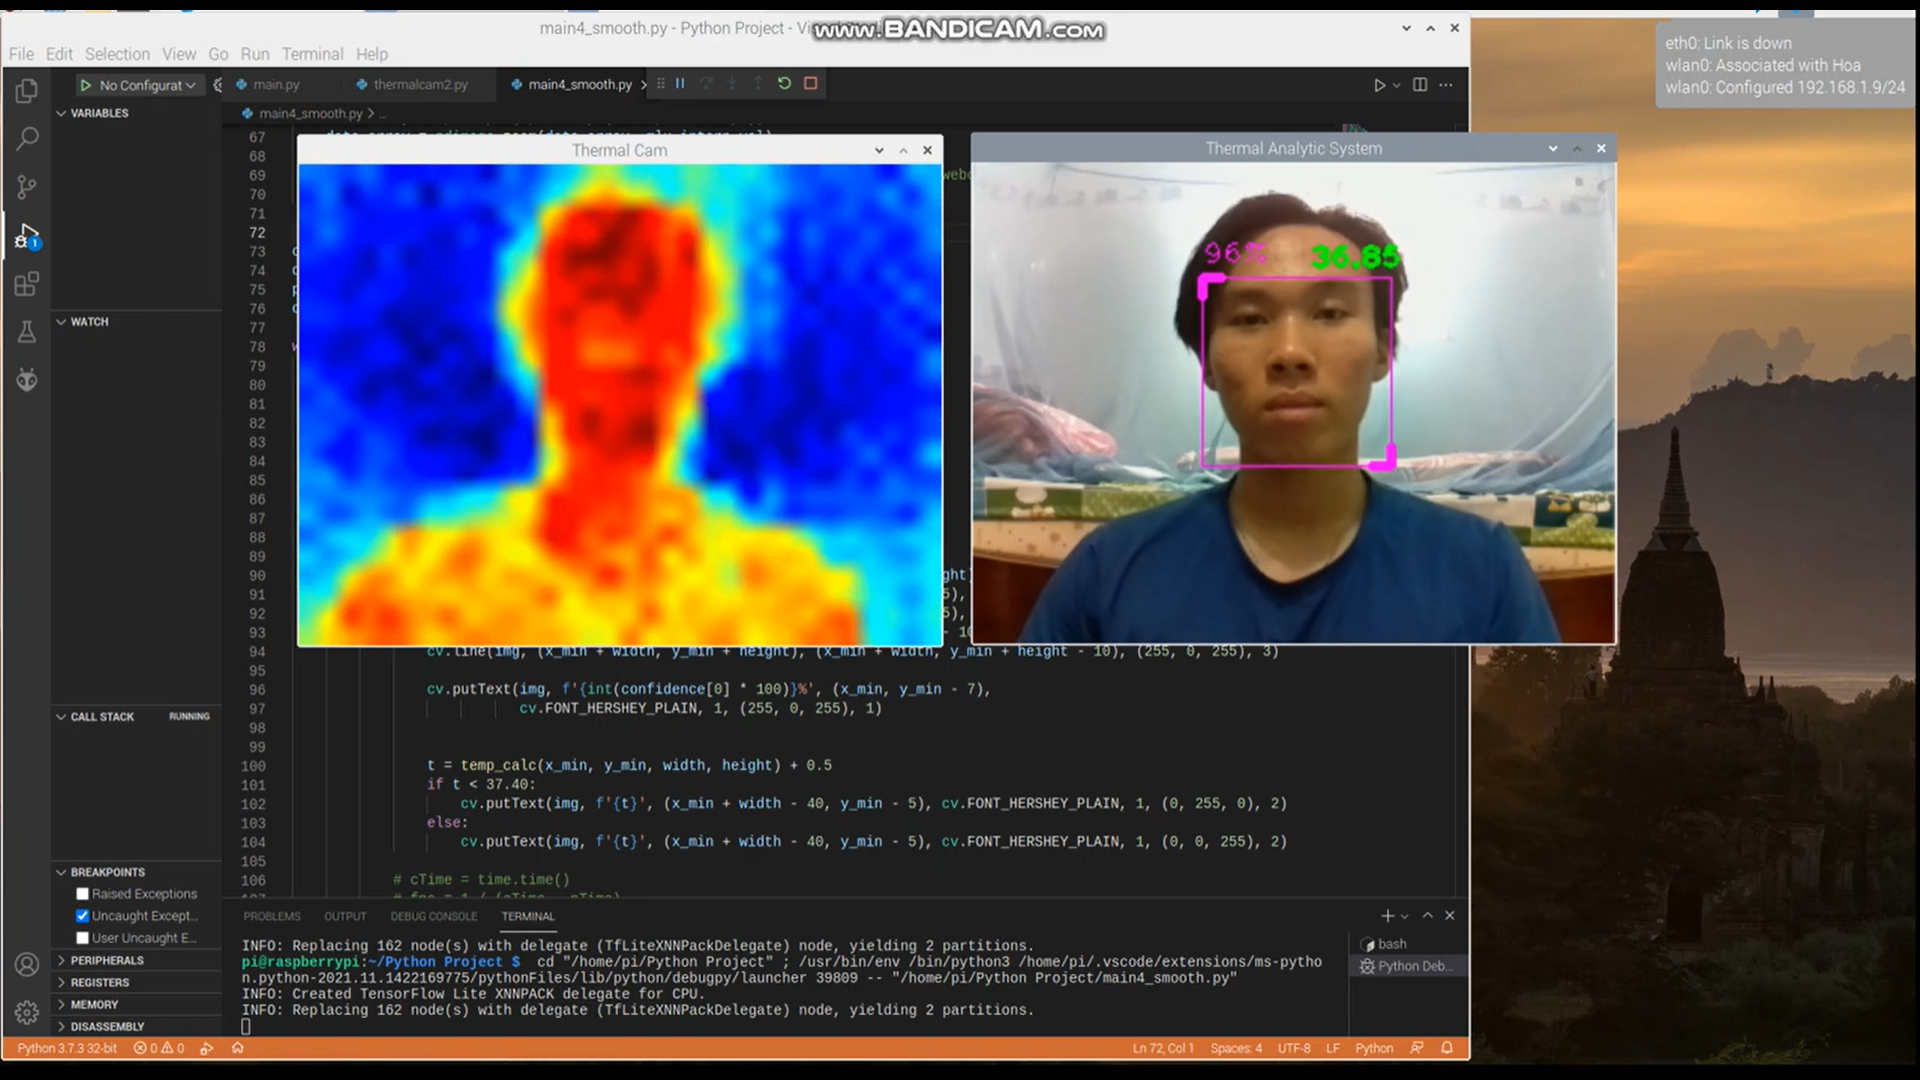 main4_smooth.py - Python Project - Vi
www.BANDICAM.com
File Edit Selection View Go Run Terminal Help
eth0: Link is down
wlan0: Associated with Hoa
wlan0: Configured 192.168.1.9/24
No Configurat
main.py
thermalcam2.py
main4_smooth.py
VARIABLES
main4_smooth.py > ...
67
68
69
70
71
72
73
74
75
76
77
78
79
80
81
82
83
84
85
86
87
88
89
90
91
92
93
Thermal Cam
Thermal Analytic System
96% 36.85
WATCH
94 cv.line(img, (x_min + width, y_min + height), (x_min + width, y_min + height - 10), (255, 0, 255), 3)
95
96 cv.putText(img, f'{int(confidence[0] * 100)}%', (x_min, y_min - 7),
97 cv.FONT_HERSHEY_PLAIN, 1, (255, 0, 255), 1)
98
99
100 t = temp_calc(x_min, y_min, width, height) + 0.5
101 if t < 37.40:
102 cv.putText(img, f'{t}', (x_min + width - 40, y_min - 5), cv.FONT_HERSHEY_PLAIN, 1, (0, 255, 0), 2)
103 else:
104 cv.putText(img, f'{t}', (x_min + width - 40, y_min - 5), cv.FONT_HERSHEY_PLAIN, 1, (0, 0, 255), 2)
105
106 # cTime = time.time()
CALL STACK RUNNING
BREAKPOINTS
Raised Exceptions
Uncaught Except...
User Uncaught E...
PERIPHERALS
REGISTERS
MEMORY
DISASSEMBLY
PROBLEMS OUTPUT DEBUG CONSOLE TERMINAL
INFO: Replacing 162 node(s) with delegate (TfLiteXNNPackDelegate) node, yielding 2 partitions.
pi@raspberrypi:~/Python Project $ cd "/home/pi/Python Project" ; /usr/bin/env /bin/python3 /home/pi/.vscode/extensions/ms-pytho
n.python-2021.11.1422169775/pythonFiles/lib/python/debugpy/launcher 39809 -- "/home/pi/Python Project/main4_smooth.py"
INFO: Created TensorFlow Lite XNNPACK delegate for CPU.
INFO: Replacing 162 node(s) with delegate (TfLiteXNNPackDelegate) node, yielding 2 partitions.
bash
Python Deb...
Python 3.7.3 32-bit 0 0
Ln 72, Col 1 Spaces: 4 UTF-8 LF Python